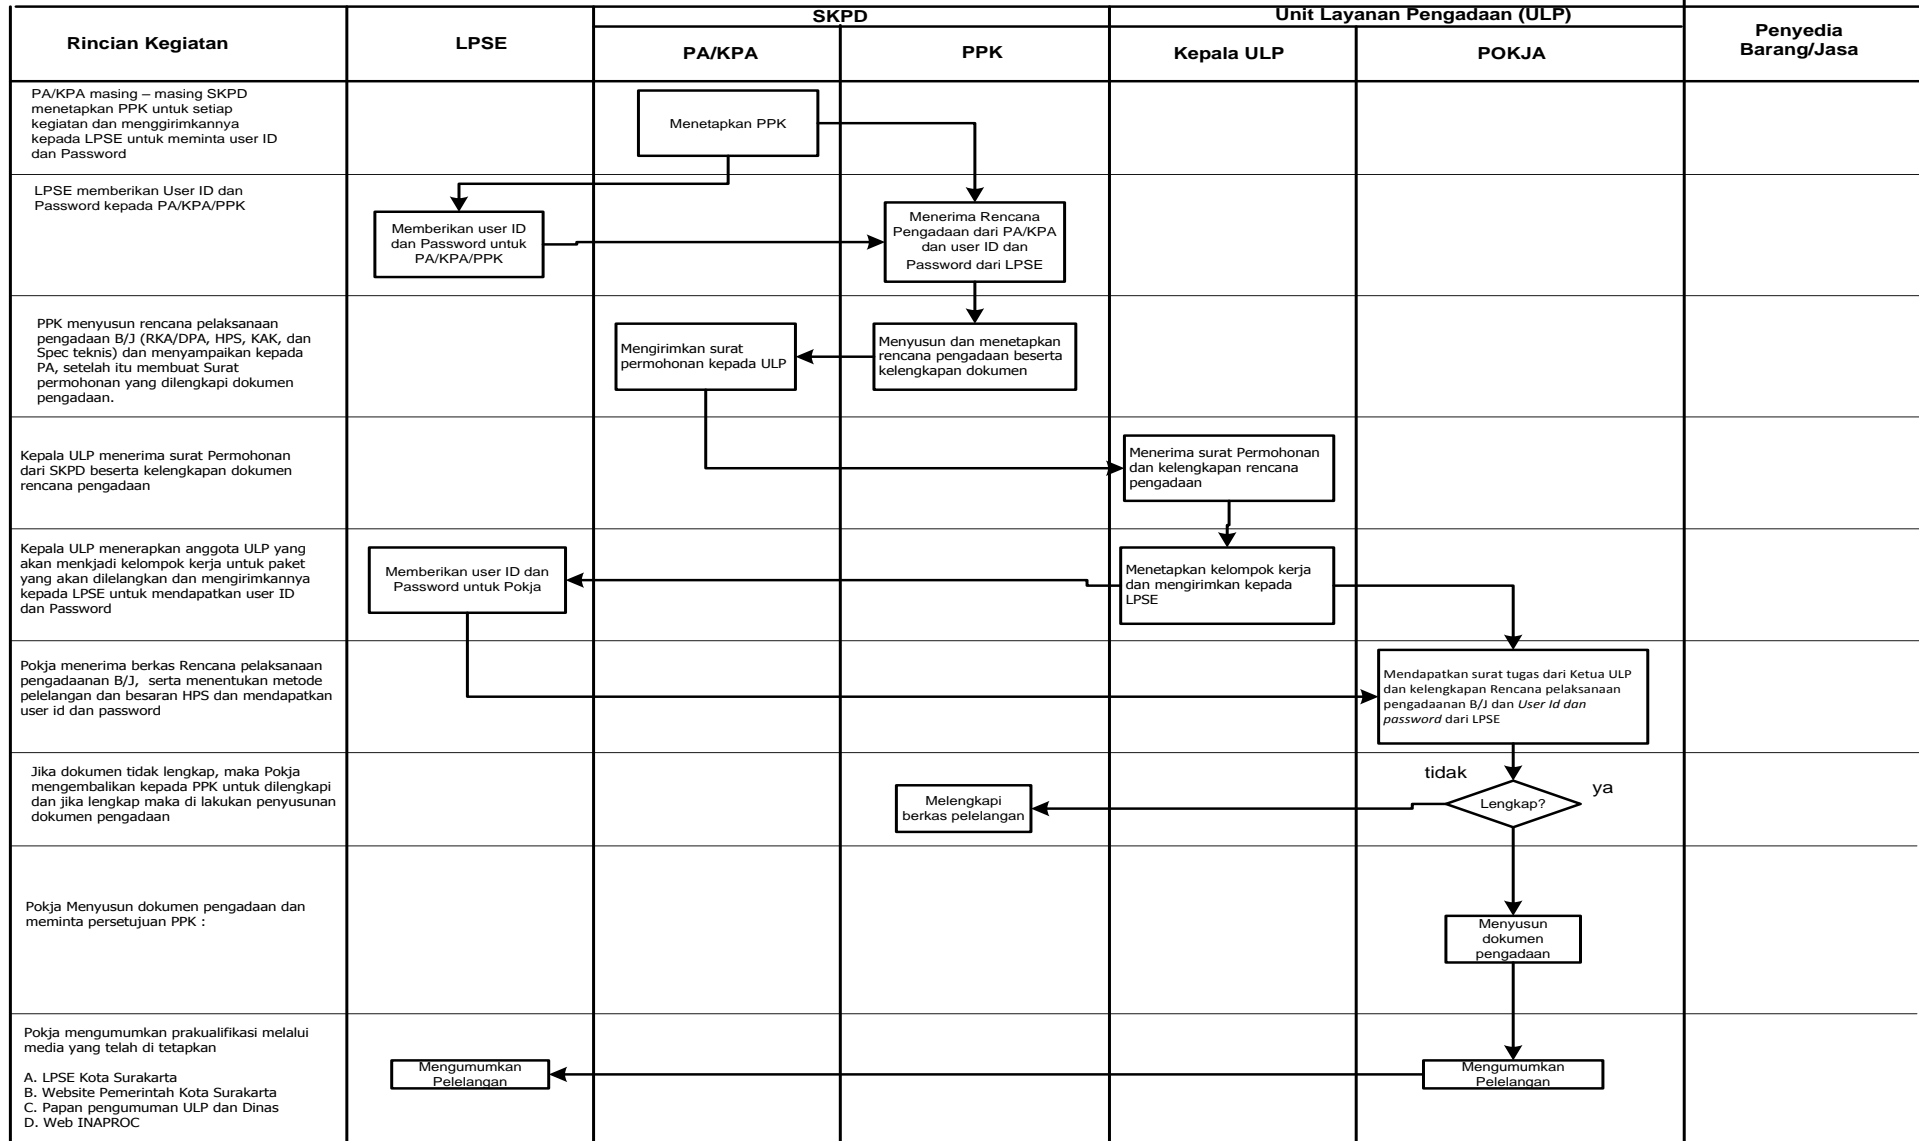 Rincian Kegiatan
LPSE
SKPD
PA/KPA
PPK
Unit Layanan Pengadaan (ULP)
Kepala ULP
POKJA
Penyedia
Barang/Jasa
PA/KPA masing – masing SKPD
menetapkan PPK untuk setiap
kegiatan dan menggirimkannya
kepada LPSE untuk meminta user ID
dan Password
Menetapkan PPK
LPSE memberikan User ID dan
Password kepada PA/KPA/PPK
Memberikan user ID
dan Password untuk
PA/KPA/PPK
Menerima Rencana
Pengadaan dari PA/KPA
dan user ID dan
Password dari LPSE
PPK menyusun rencana pelaksanaan
pengadaan B/J (RKA/DPA, HPS, KAK, dan
Spec teknis) dan menyampaikan kepada
PA, setelah itu membuat Surat
permohonan yang dilengkapi dokumen
pengadaan.
Mengirimkan surat
permohonan kepada ULP
Menyusun dan menetapkan
rencana pengadaan beserta
kelengkapan dokumen
Kepala ULP menerima surat Permohonan
dari SKPD beserta kelengkapan dokumen
rencana pengadaan
Menerima surat Permohonan
dan kelengkapan rencana
pengadaan
Kepala ULP menerapkan anggota ULP yang
akan menkjadi kelompok kerja untuk paket
yang akan dilelangkan dan mengirimkannya
kepada LPSE untuk mendapatkan user ID
dan Password
Memberikan user ID dan
Password untuk Pokja
Menetapkan kelompok kerja
dan mengirimkan kepada
LPSE
Pokja menerima berkas Rencana pelaksanaan
pengadaanan B/J,  serta menentukan metode
pelelangan dan besaran HPS dan mendapatkan
user id dan password
Mendapatkan surat tugas dari Ketua ULP
dan kelengkapan Rencana pelaksanaan
pengadaanan B/J dan User Id dan
password dari LPSE
Jika dokumen tidak lengkap, maka Pokja
mengembalikan kepada PPK untuk dilengkapi
dan jika lengkap maka di lakukan penyusunan
dokumen pengadaan
Melengkapi
berkas pelelangan
tidak
Lengkap?
ya
Pokja Menyusun dokumen pengadaan dan
meminta persetujuan PPK :
Menyusun
dokumen
pengadaan
Pokja mengumumkan prakualifikasi melalui
media yang telah di tetapkan
A. LPSE Kota Surakarta
B. Website Pemerintah Kota Surakarta
C. Papan pengumuman ULP dan Dinas
D. Web INAPROC
Mengumumkan
Pelelangan
Mengumumkan
Pelelangan